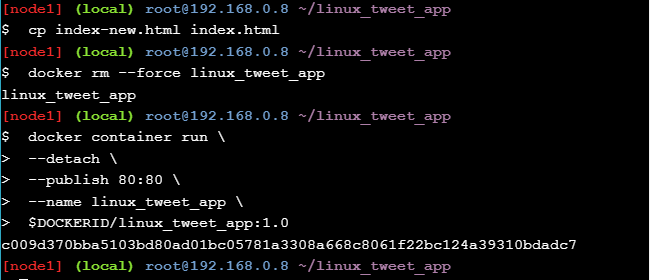 [node1] (local) root@192.168.0.8 ~/linux_tweet_app
$ cp index-new.html index.html
[node1] (local) root@192.168.0.8 ~/linux_tweet_app
$ docker rm --force linux_tweet_app
linux_tweet_app
[node1] (local) root@192.168.0.8 ~/linux_tweet_app
$ docker container run \
> --detach \
> --publish 80:80 \
> --name linux_tweet_app \
> $DOCKERID/linux_tweet_app:1.0
c009d370bba5103bd80ad01bc05781a3308a668c8061f22bc124a39310bdadc7
[node1] (local) root@192.168.0.8 ~/linux_tweet_app